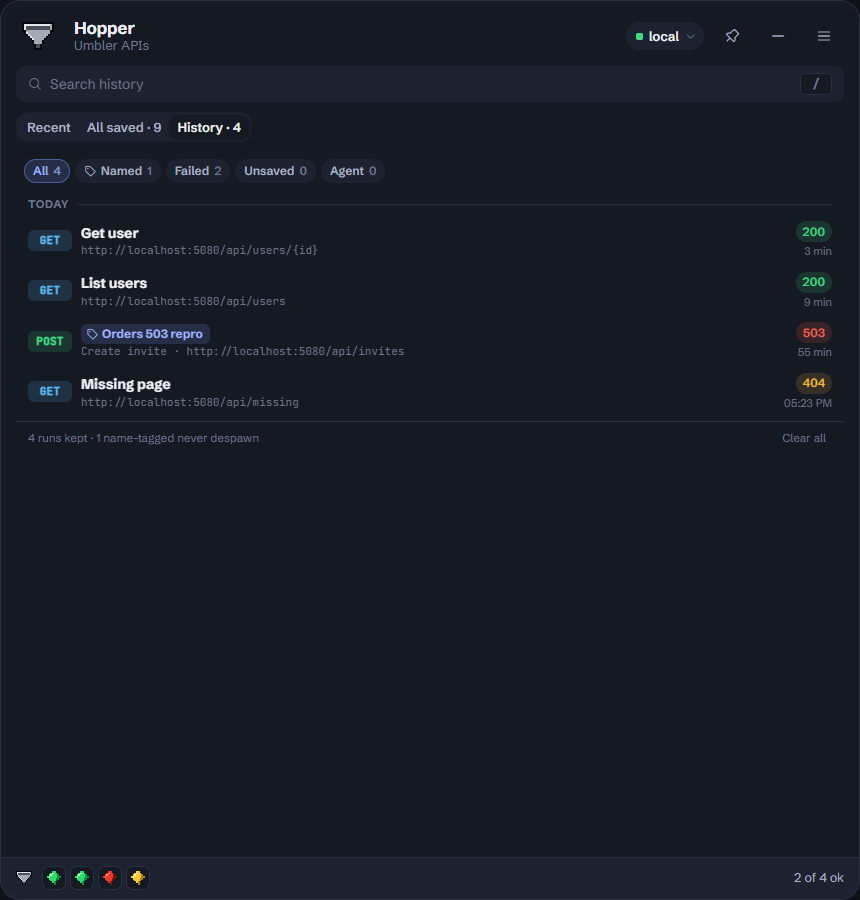 Hopper
Umbler APIs
local
Search history
/
Recent All saved · 9 History · 4
All 4 Named 1 Failed 2 Unsaved 0 Agent 0
TODAY
GET Get user 200
http://localhost:5080/api/users/{id} 3 min
GET List users 200
http://localhost:5080/api/users 9 min
POST Orders 503 repro 503
Create invite · http://localhost:5080/api/invites 55 min
GET Missing page 404
http://localhost:5080/api/missing 05:23 PM
4 runs kept · 1 name-tagged never despawn Clear all
2 of 4 ok